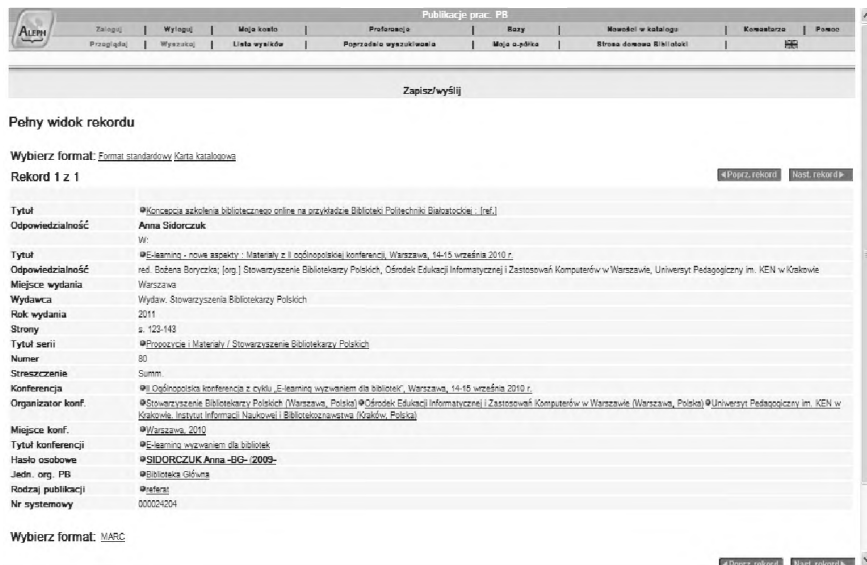 Publikacje prac. PB
ALEPH
Zaloguj | Wyloguj | Moje konto | Preferencje | Bazy | Nowości w katalogu | Komentarze | Pomoc
Przeglądaj | Wyszukaj | Lista wyników | Poprzednie wyszukiwania | Moja e-półka | Strona domowa Biblioteki |
Zapisz/wyślij
Pełny widok rekordu
Wybierz format: Format standardowy Karta katalogowa
Rekord 1 z 1
Poprz. rekord Nast. rekord
Tytuł Koncepcja szkolenia bibliotecznego online na przykładzie Biblioteki Politechniki Białostockiej : [ref.]
Odpowiedzialność Anna Sidorczuk
W:
Tytuł E-learning - nowe aspekty : Materiały z II ogólnopolskiej konferencji, Warszawa, 14-15 września 2010 r.
Odpowiedzialność red. Bożena Boryczka; [org.] Stowarzyszenie Bibliotekarzy Polskich, Ośrodek Edukacji Informatycznej i Zastosowań Komputerów w Warszawie, Uniwersyt Pedagogiczny im. KEN w Krakowie
Miejsce wydania Warszawa
Wydawca Wydaw. Stowarzyszenia Bibliotekarzy Polskich
Rok wydania 2011
Strony s. 123-143
Tytuł serii Propozycje i Materiały / Stowarzyszenie Bibliotekarzy Polskich
Numer 80
Streszczenie Summ.
Konferencja II Ogólnopolska konferencja z cyklu „E-learning wyzwaniem dla bibliotek", Warszawa, 14-15 września 2010 r.
Organizator konf. Stowarzyszenie Bibliotekarzy Polskich (Warszawa, Polska) Ośrodek Edukacji Informatycznej i Zastosowań Komputerów w Warszawie (Warszawa, Polska) Uniwersyt Pedagogiczny im. KEN w
Krakowie. Instytut Informacji Naukowej i Bibliotekoznawstwa (Kraków, Polska)
Miejsce konf. Warszawa, 2010
Tytuł konferencji E-learning wyzwaniem dla bibliotek
Hasło osobowe SIDORCZUK Anna -BG- (2009-
Jedn. org. PB Biblioteka Główna
Rodzaj publikacji referat
Nr systemowy 000024204
Wybierz format: MARC
Poprz. rekord Nast. rekord